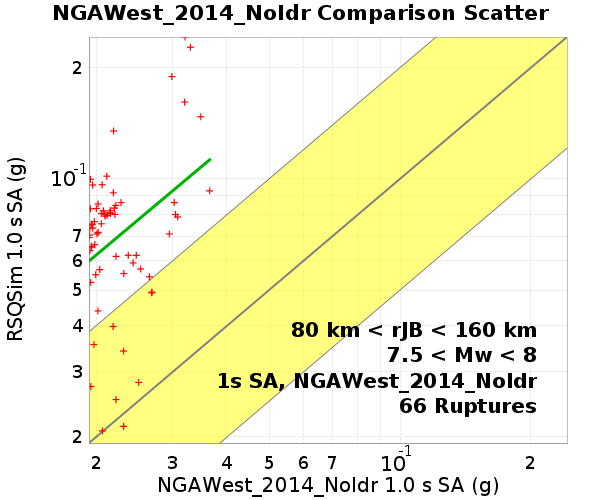 NGAWest_2014_NoIdr Comparison Scatter
RSQSim 1.0 s SA (g)
2
10^-1
7
6
5
4
3
2
80 km < rJB < 160 km
7.5 < Mw < 8
1s SA, NGAWest_2014_NoIdr
66 Ruptures
2 3 4 5 6 7 10^-1 2
NGAWest_2014_NoIdr 1.0 s SA (g)